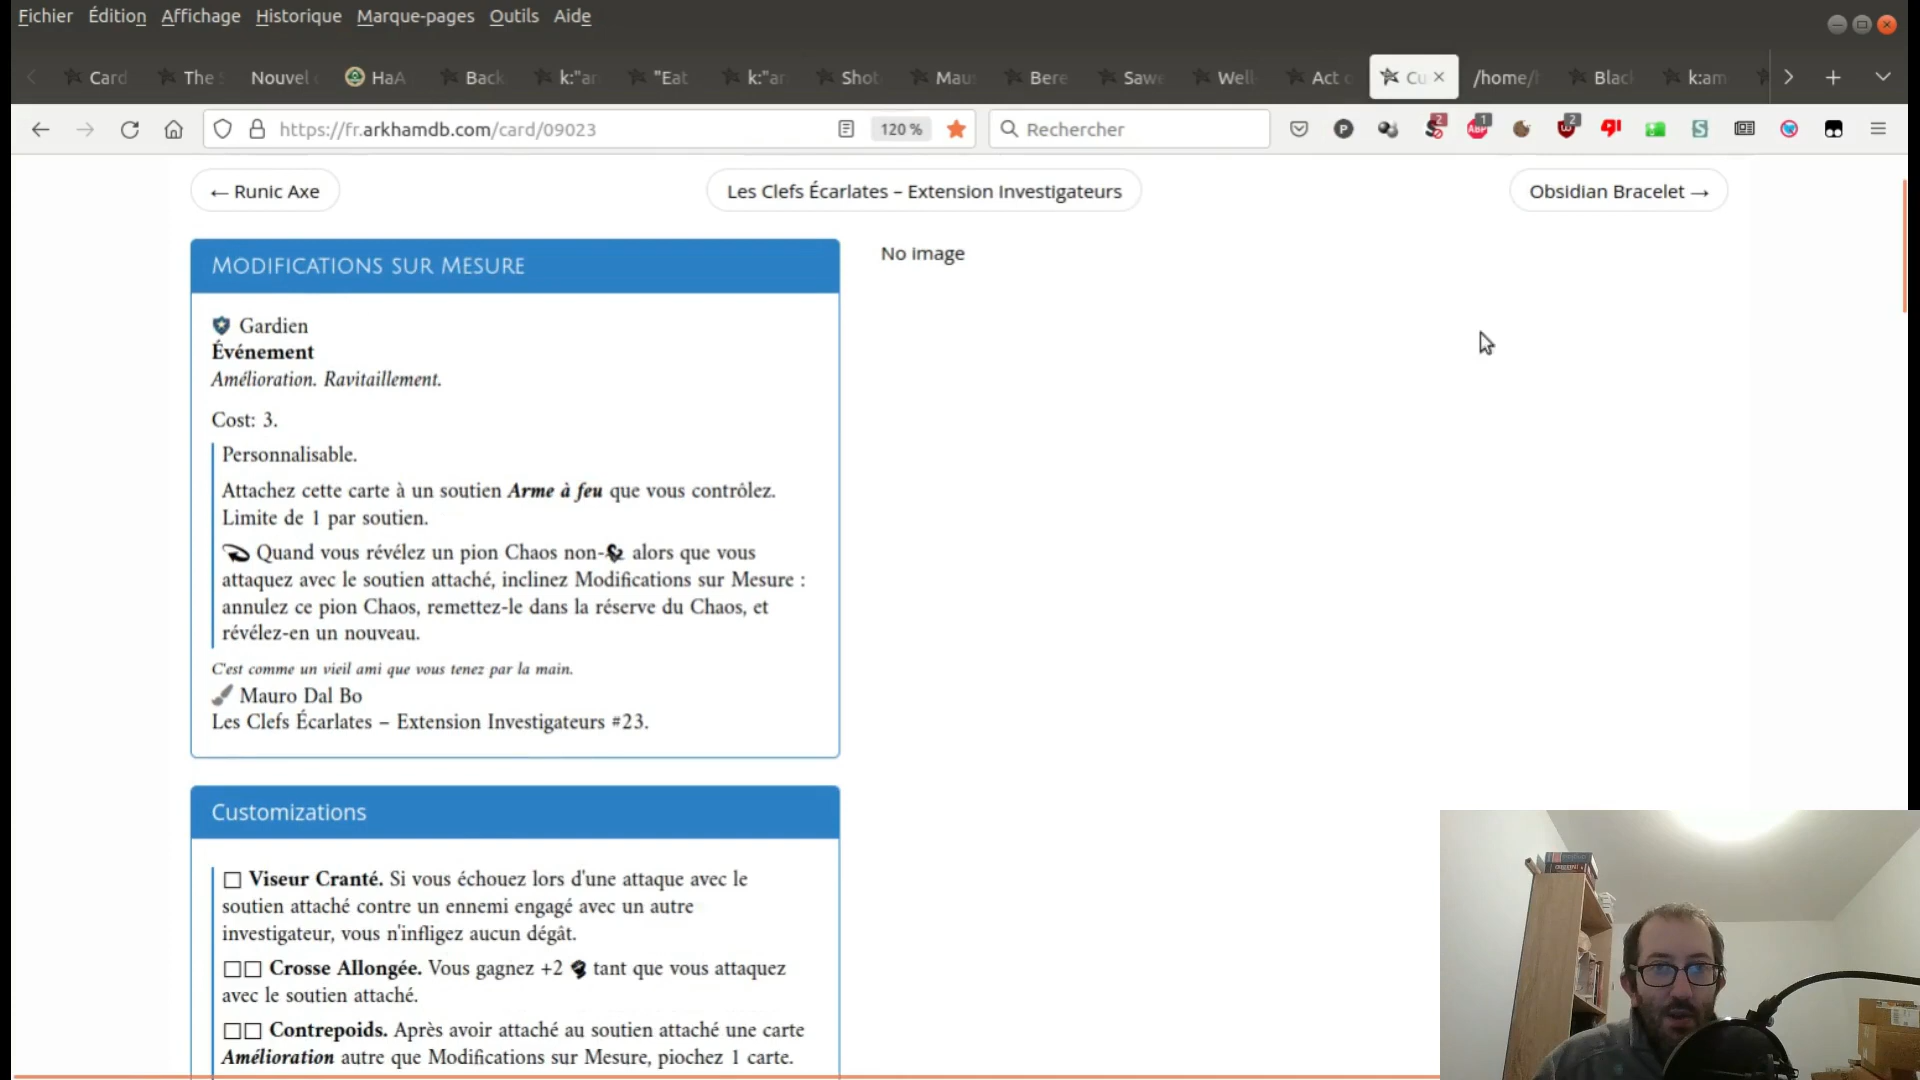 Fichier Édition Affichage Historique Marque-pages Outils Aide
Card The Nouvel HaA Back k:"ar "Eat k:"ar Shot Mau Bere Saw Well Act Cu /home/ Blac k:am
https://fr.arkhamdb.com/card/09023 120 % Rechercher
← Runic Axe Les Clefs Écarlates – Extension Investigateurs Obsidian Bracelet →
Modifications sur Mesure
No image
Gardien
Événement
Amélioration. Ravitaillement.
Cost: 3.
Personnalisable.
Attachez cette carte à un soutien Arme à feu que vous contrôlez.
Limite de 1 par soutien.
Quand vous révélez un pion Chaos non- alors que vous
attaquez avec le soutien attaché, inclinez Modifications sur Mesure :
annulez ce pion Chaos, remettez-le dans la réserve du Chaos, et
révélez-en un nouveau.
C'est comme un vieil ami que vous tenez par la main.
Mauro Dal Bo
Les Clefs Écarlates – Extension Investigateurs #23.
Customizations
□ Viseur Cranté. Si vous échouez lors d'une attaque avec le
soutien attaché contre un ennemi engagé avec un autre
investigateur, vous n'infligez aucun dégât.
□□ Crosse Allongée. Vous gagnez +2 tant que vous attaquez
avec le soutien attaché.
□□ Contrepoids. Après avoir attaché au soutien attaché une carte
Amélioration autre que Modifications sur Mesure, piochez 1 carte.